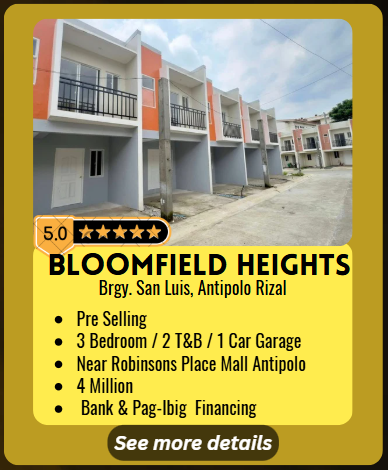 5.0
BLOOMFIELD HEIGHTS
Brgy. San Luis, Antipolo Rizal
• Pre Selling
• 3 Bedroom / 2 T&B / 1 Car Garage
• Near Robinsons Place Mall Antipolo
• 4 Million
• Bank & Pag-Ibig Financing
See more details